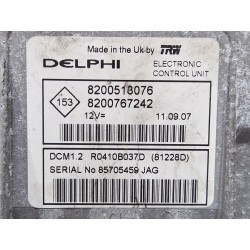 Made in the Uk by TRW
DELPHI ELECTRONIC CONTROL UNIT
153 8200518076
8200767242
12V= 11.09.07
DCM1.2 R0410B037D (81228D)
SERIAL No 85705459 JAG